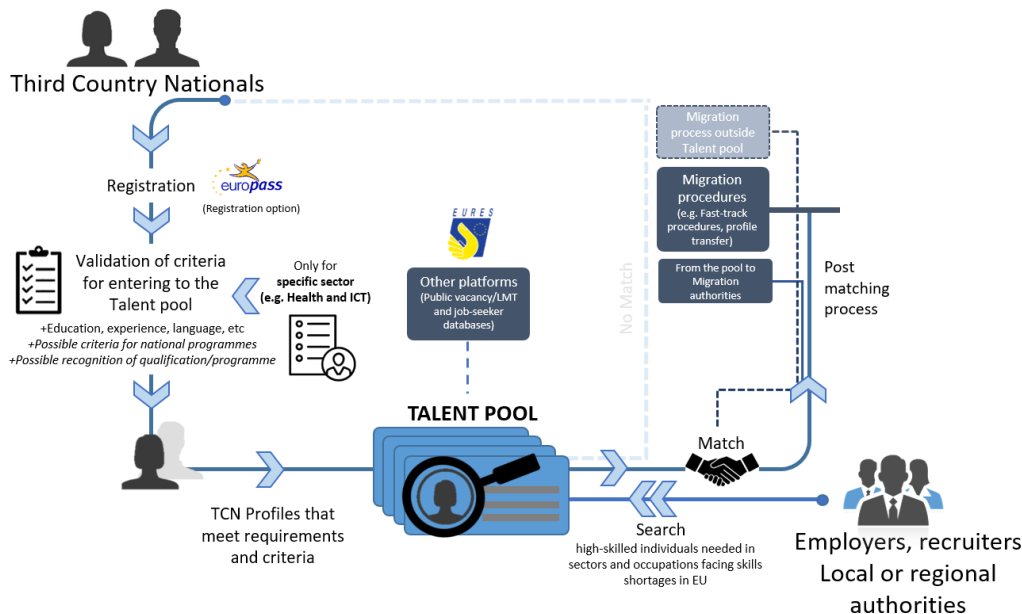 Third Country Nationals
Registration
europass
(Registration option)
Validation of criteria
for entering to the
Talent pool
+Education, experience, language, etc
+Possible criteria for national programmes
+Possible recognition of qualification/programme
Only for
specific sector
(e.g. Health and ICT)
EURES
Other platforms
(Public vacancy/LMT
and job-seeker
databases)
No Match
Migration
process outside
Talent pool
Migration
procedures
(e.g. Fast-track
procedures, profile
transfer)
From the pool to
Migration
authorities
Post
matching
process
TALENT POOL
Match
TCN Profiles that
meet requirements
and criteria
Search
high-skilled individuals needed in
sectors and occupations facing skills
shortages in EU
Employers, recruiters
Local or regional
authorities